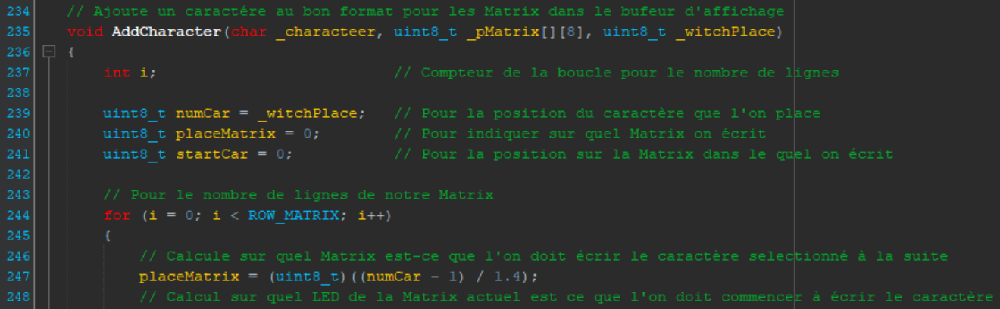 234 // Ajoute un caractére au bon format pour les Matrix dans le bufeur d'affichage
235 void AddCharacter(char _characteer, uint8_t _pMatrix[][8], uint8_t _witchPlace)
236 {
237 int i; // Compteur de la boucle pour le nombre de lignes
238
239 uint8_t numCar = _witchPlace; // Pour la position du caractère que l'on place
240 uint8_t placeMatrix = 0; // Pour indiquer sur quel Matrix on écrit
241 uint8_t startCar = 0; // Pour la position sur la Matrix dans le quel on écrit
242
243 // Pour le nombre de lignes de notre Matrix
244 for (i = 0; i < ROW_MATRIX; i++)
245 {
246 // Calcule sur quel Matrix est-ce que l'on doit écrir le caractère selectionné à la suite
247 placeMatrix = (uint8_t)((numCar - 1) / 1.4);
248 // Calcul sur quel LED de la Matrix actuel est ce que l'on doit commencer à écrir le caractère